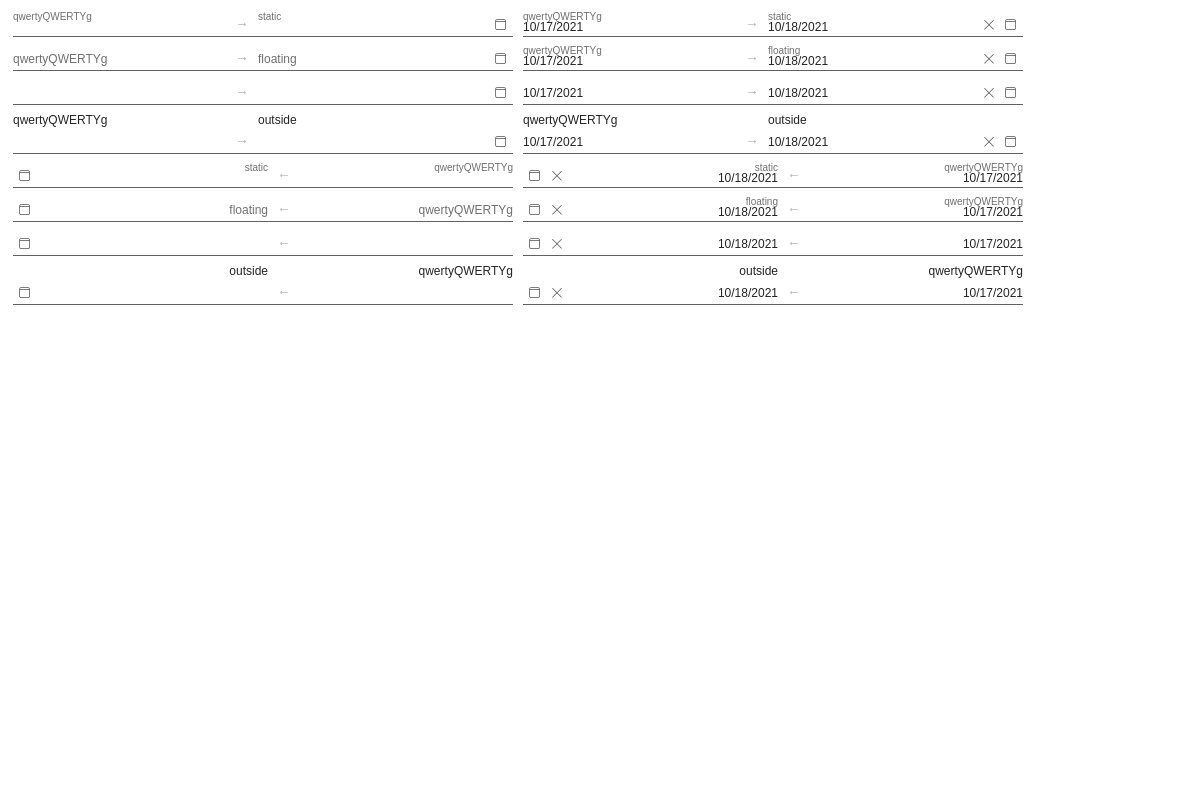 qwertyQWERTYg → static
qwertyQWERTYg static
10/17/2021 → 10/18/2021
qwertyQWERTYg → floating
qwertyQWERTYg floating
10/17/2021 → 10/18/2021
→
10/17/2021 → 10/18/2021
qwertyQWERTYg outside
→
qwertyQWERTYg outside
10/17/2021 → 10/18/2021
static ← qwertyQWERTYg
static qwertyQWERTYg
10/18/2021 ← 10/17/2021
floating ← qwertyQWERTYg
floating qwertyQWERTYg
10/18/2021 ← 10/17/2021
←
10/18/2021 ← 10/17/2021
outside qwertyQWERTYg
←
outside qwertyQWERTYg
10/18/2021 ← 10/17/2021